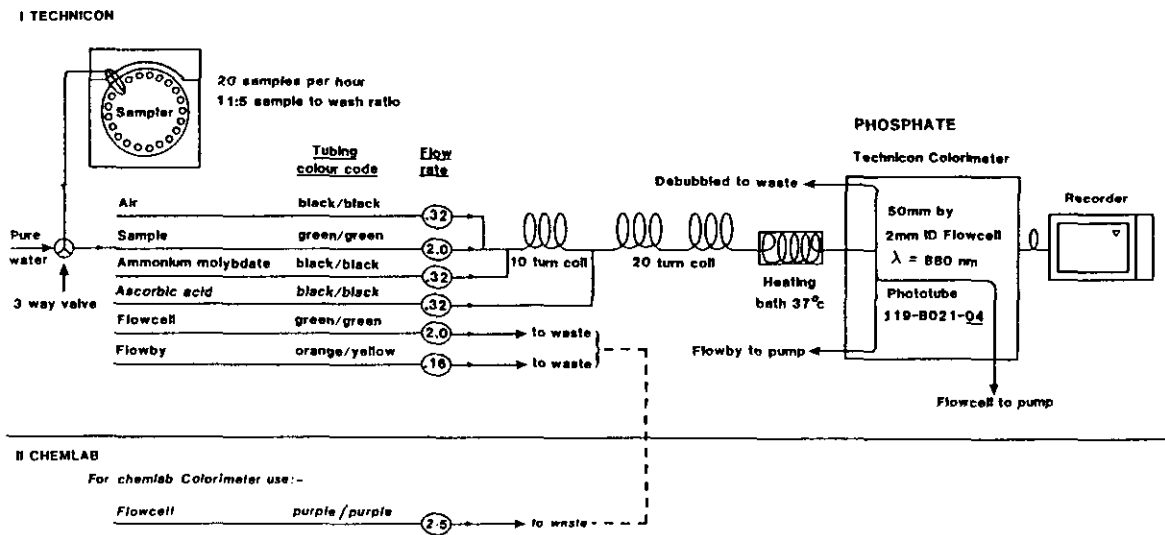 I TECHNICON
20 samples per hour
11:5 sample to wash ratio
Sampler
PHOSPHATE
Technicon Colorimeter
Tubing colour code
Flow rate
Debubbled to waste
Recorder
Air black/black .32
Pure water
Sample green/green 2.0
50mm by
2mm ID Flowcell
λ = 880 nm
10 turn coil
20 turn coil
Ammonium molybdate black/black .32
Heating
bath 37°c
Phototube
119-B021-04
3 way valve
Ascorbic acid black/black .32
Flowcell green/green 2.0 to waste
Flowby orange/yellow .16 to waste
Flowby to pump
Flowcell to pump
II CHEMLAB
For chemlab Colorimeter use:-
Flowcell purple/purple 2.5 to waste